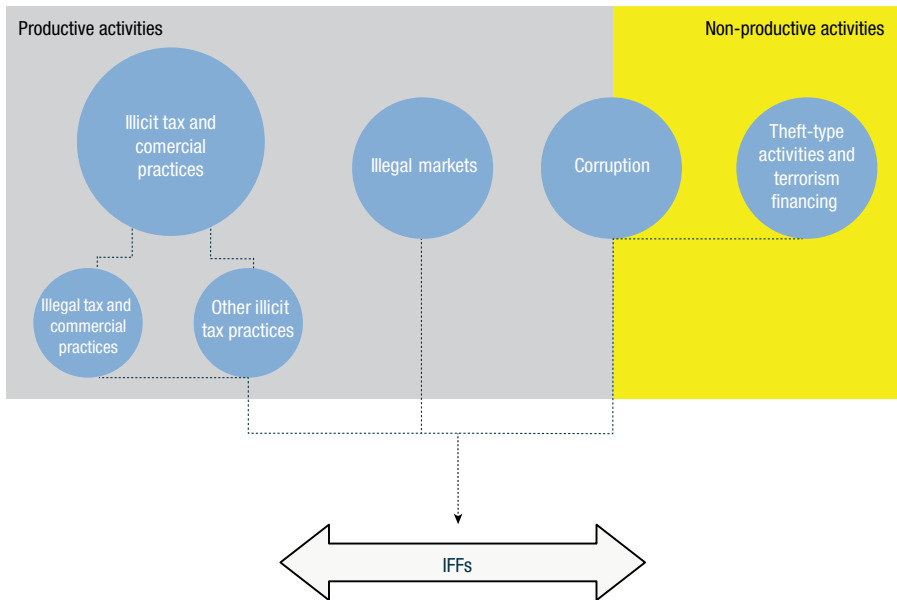 Productive activities
Non-productive activities
Illicit tax and
comercial
practices
Illegal markets
Corruption
Theft-type
activities and
terrorism
financing
Illegal tax and
commercial
practices
Other illicit
tax practices
IFFs